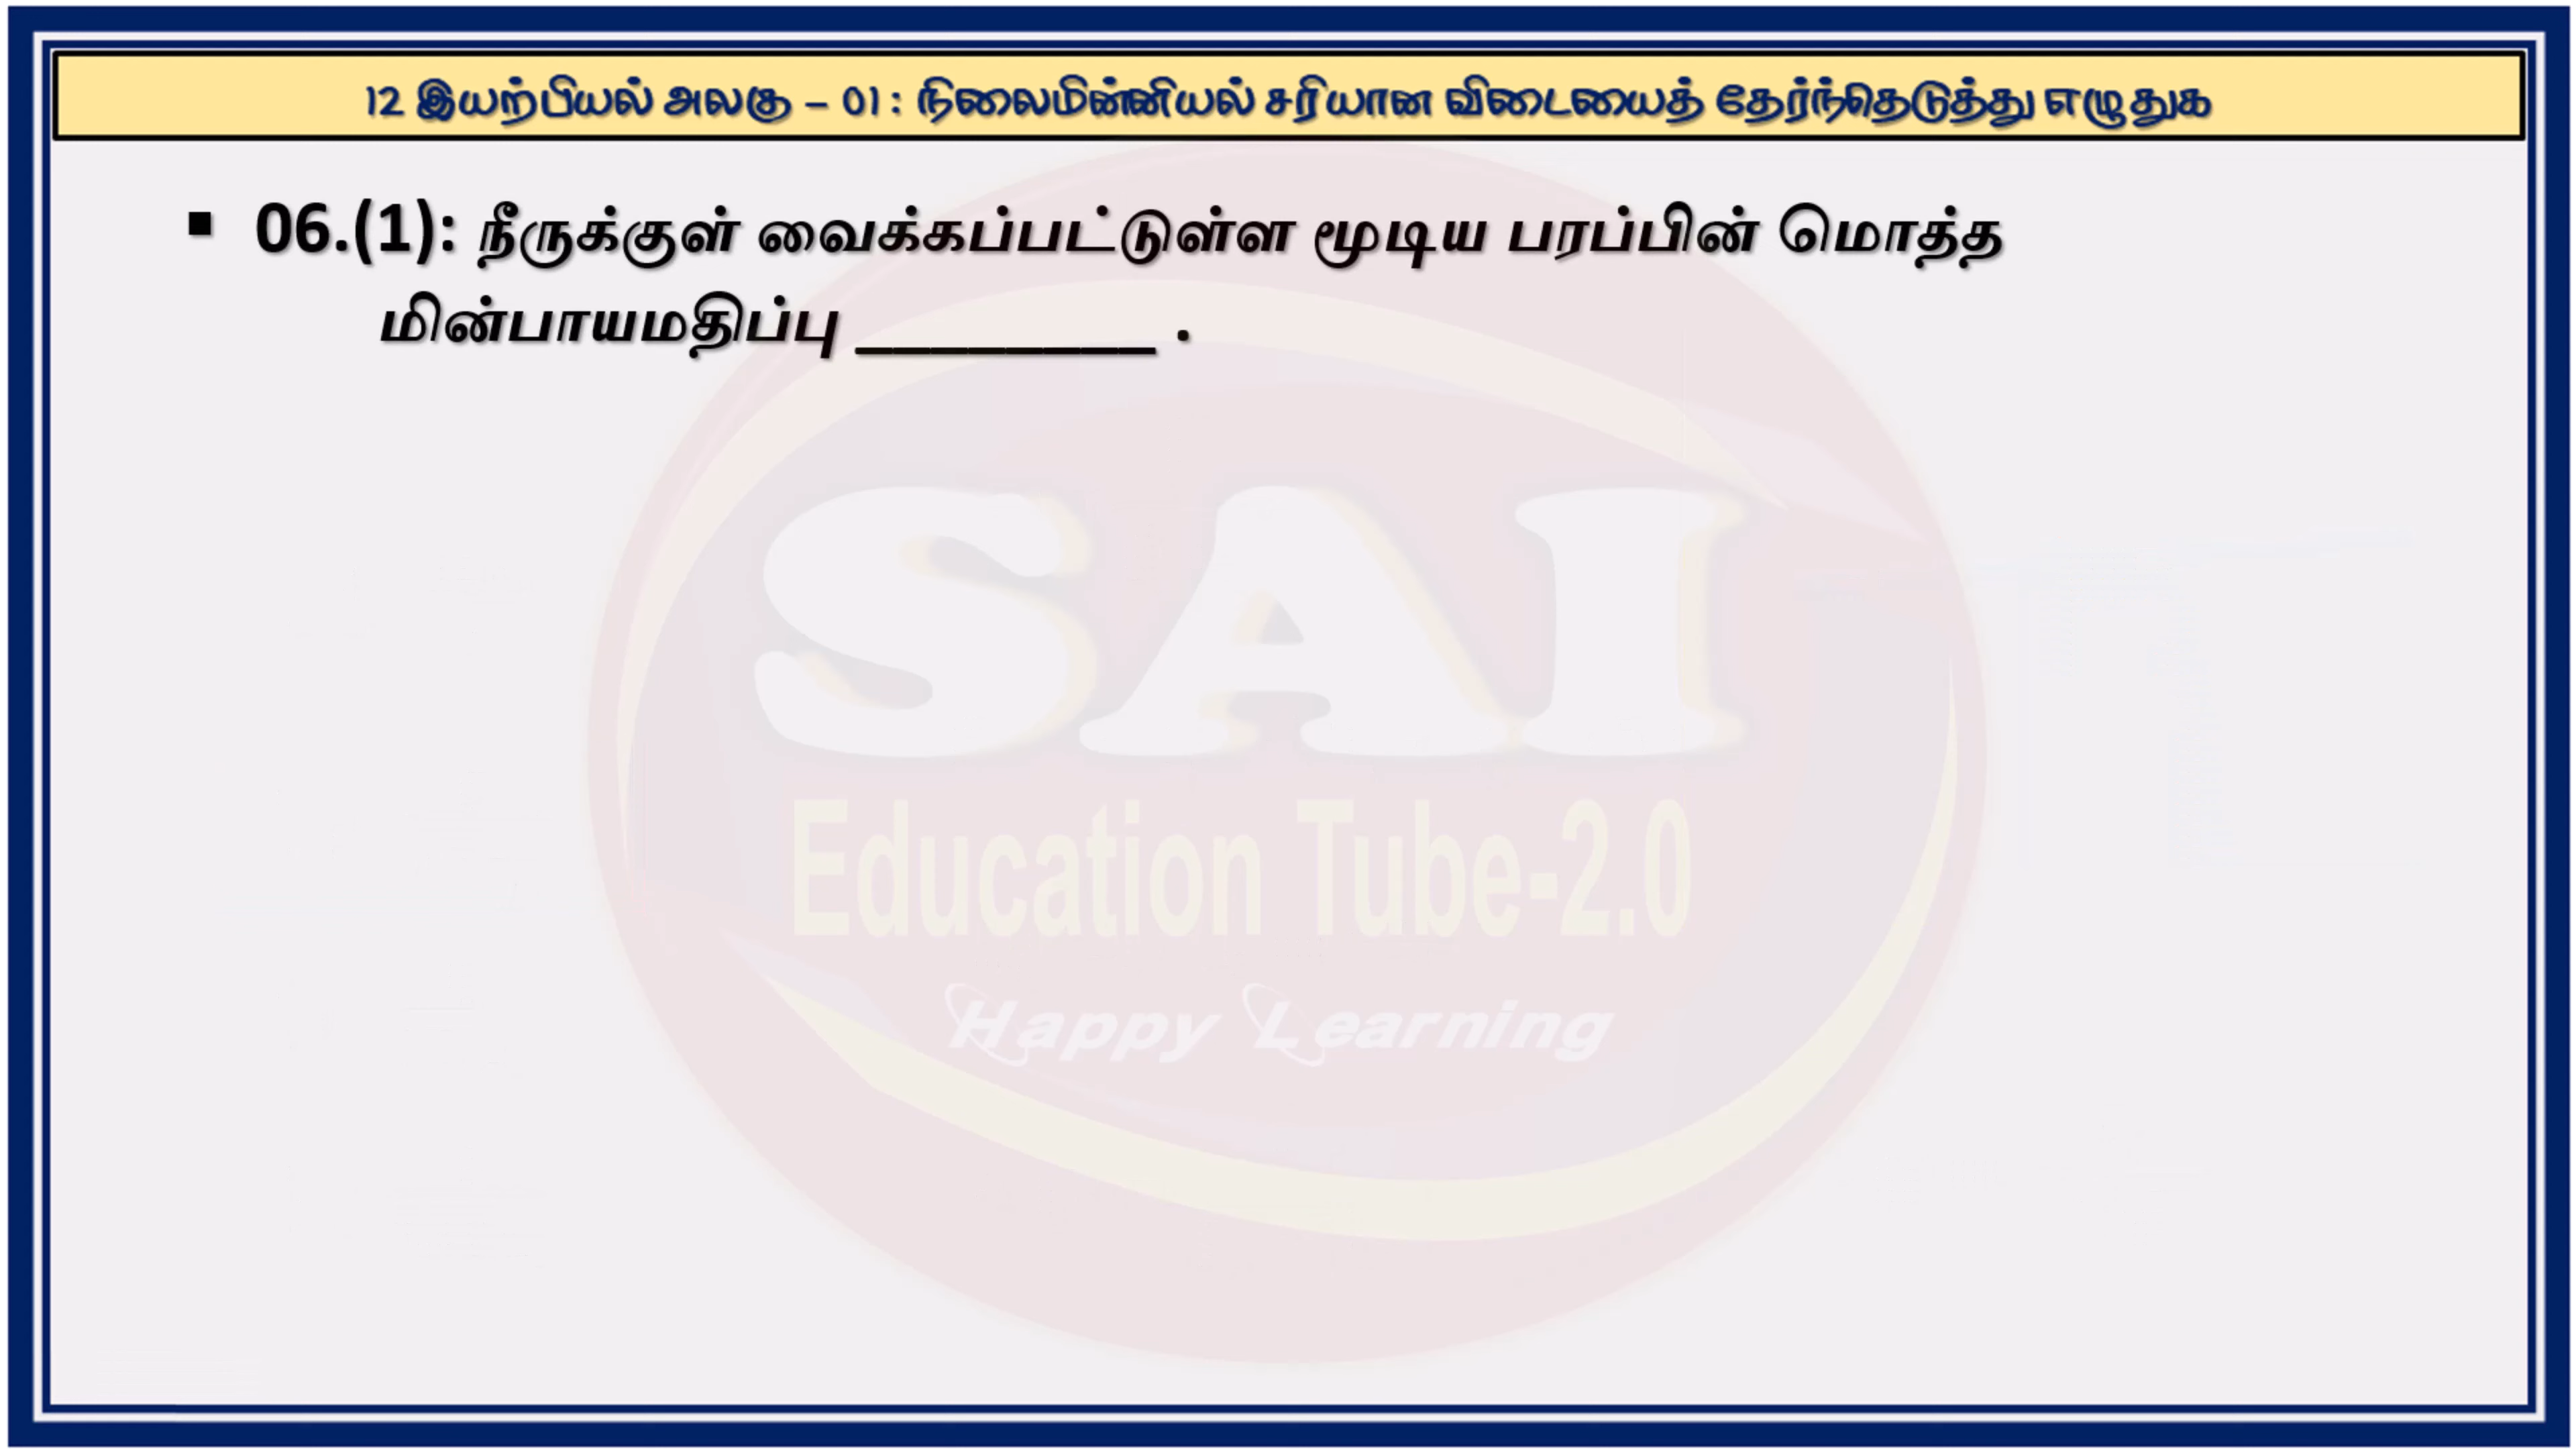 12 இயற்பியல் அலகு – 01 : நிலைமின்னியல் சரியான விடையைத் தேர்ந்தெடுத்து எழுதுக
▪ 06.(1): நீருக்குள் வைக்கப்பட்டுள்ள மூடிய பரப்பின் மொத்த
மின்பாயமதிப்பு ________ .
SAI
Education Tube-2.0
Happy Learning